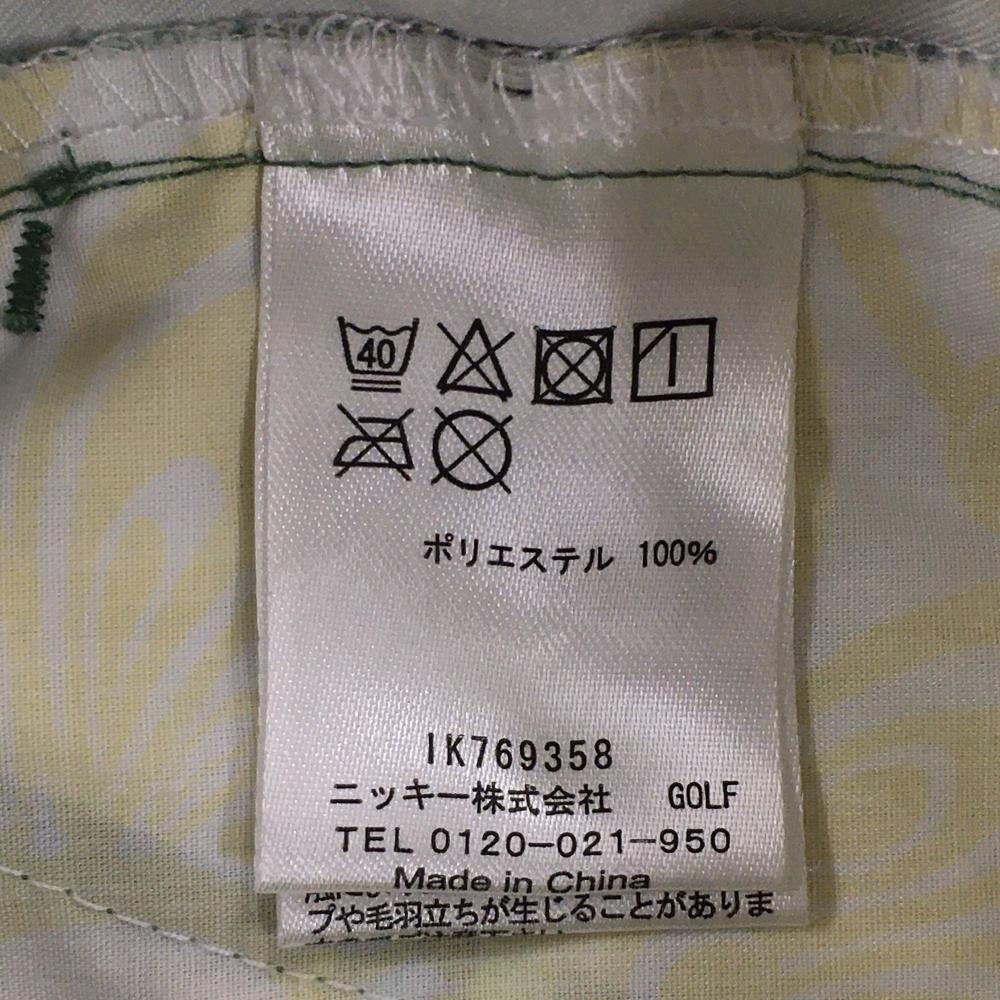 40
ポリエステル 100%
IK769358
ニッキー株式会社 GOLF
TEL 0120-021-950
Made in China
プや毛羽立ちが生じることがありま